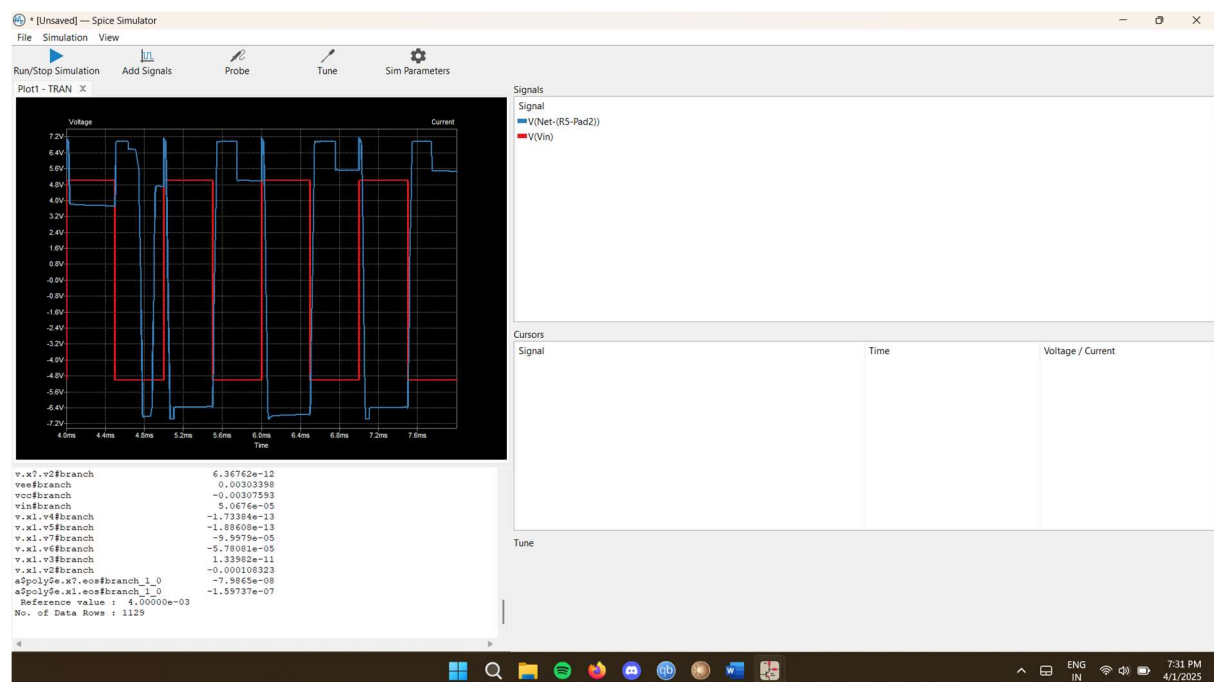 * [Unsaved] — Spice Simulator
File Simulation View
Run/Stop Simulation Add Signals Probe Tune Sim Parameters
Plot1 - TRAN X
Voltage Current
7.2V
6.4V
5.6V
4.8V
4.0V
3.2V
2.4V
1.6V
0.8V
-0.0V
-0.8V
-1.6V
-2.4V
-3.2V
-4.0V
-4.8V
-5.6V
-6.4V
-7.2V
4.0ms 4.4ms 4.8ms 5.2ms 5.6ms 6.0ms 6.4ms 6.8ms 7.2ms 7.6ms
Time
Signals
Signal
V(Net-(R5-Pad2))
V(Vin)
Cursors
Signal Time Voltage / Current
Tune
v.x?.v2#branch 6.36762e-12
vee#branch 0.00303398
vcc#branch -0.00307593
vin#branch 5.0676e-05
v.x1.v4#branch -1.73384e-13
v.x1.v5#branch -1.88608e-13
v.x1.v7#branch -9.9979e-05
v.x1.v6#branch -5.78081e-05
v.x1.v3#branch 1.33982e-11
v.x1.v2#branch -0.000108323
a$poly$e.x?.eos#branch_1_0 -7.9865e-08
a$poly$e.x1.eos#branch_1_0 -1.59737e-07
Reference value : 4.00000e-03
No. of Data Rows : 1129
qb W
ENG
IN
7:31 PM
4/1/2025